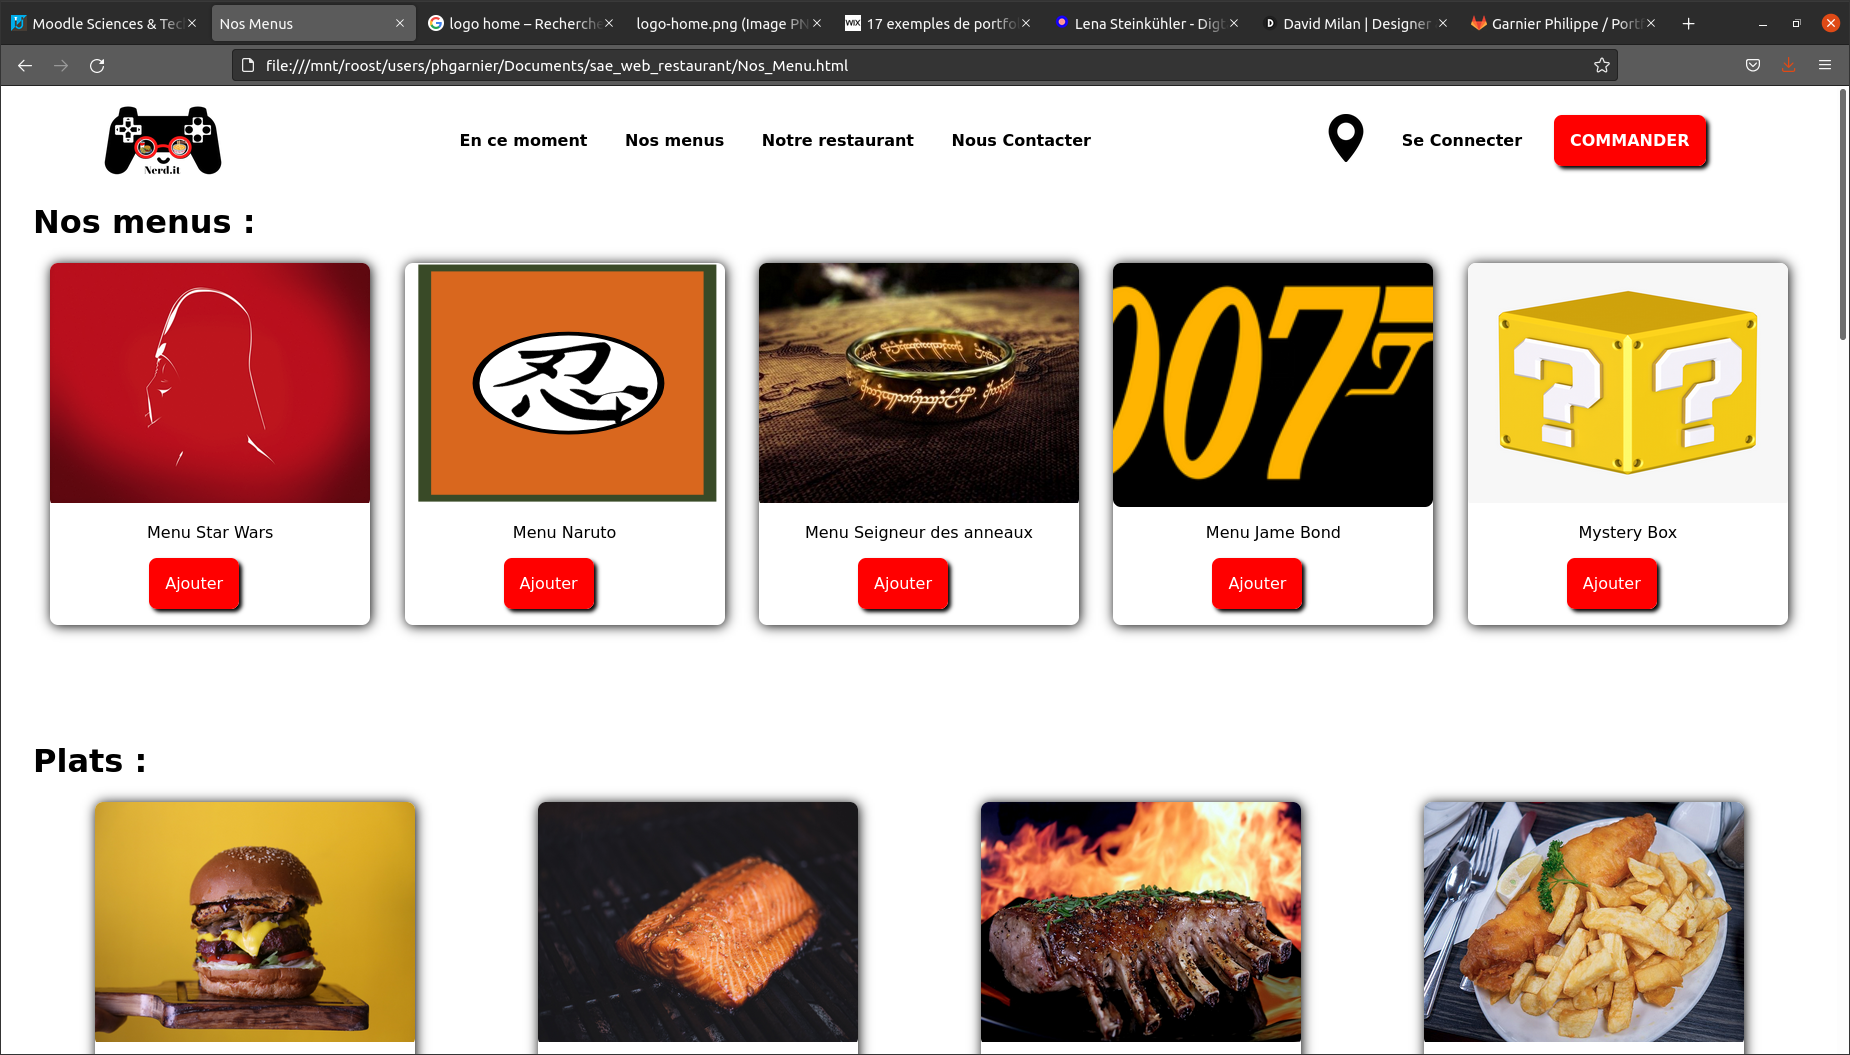 Moodle Sciences & Tec
Nos Menus
logo home – Recherche
logo-home.png (Image PN
17 exemples de portfo
Lena Steinkühler - Digt
David Milan | Designer
Garnier Philippe / Portf
file:///mnt/roost/users/phgarnier/Documents/sae_web_restaurant/Nos_Menu.html
Nerd.it
En ce moment
Nos menus
Notre restaurant
Nous Contacter
Se Connecter
COMMANDER
Nos menus :
忍
007
? ?
Menu Star Wars
Menu Naruto
Menu Seigneur des anneaux
Menu Jame Bond
Mystery Box
Ajouter
Ajouter
Ajouter
Ajouter
Ajouter
Plats :